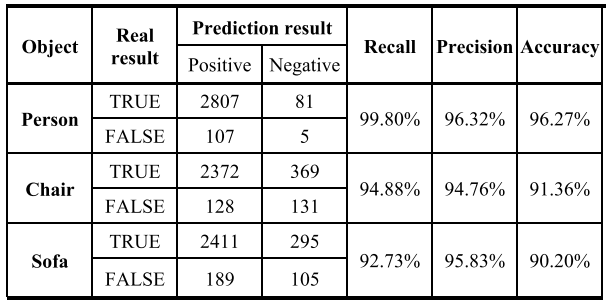 Object Real result Prediction result Recall Precision Accuracy
Positive Negative
Person TRUE 2807 81 99.80% 96.32% 96.27%
FALSE 107 5
Chair TRUE 2372 369 94.88% 94.76% 91.36%
FALSE 128 131
Sofa TRUE 2411 295 92.73% 95.83% 90.20%
FALSE 189 105